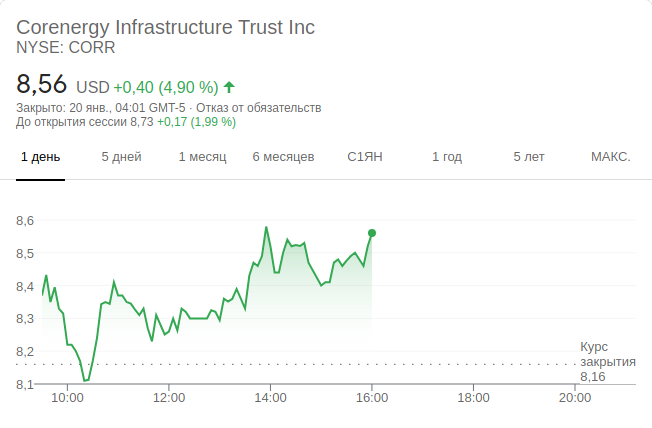 Corenergy Infrastructure Trust Inc
NYSE: CORR
8,56 USD +0,40 (4,90 %)
Закрыто: 20 янв., 04:01 GMT-5 · Отказ от обязательств
До открытия сессии 8,73 +0,17 (1,99 %)
1 день 5 дней 1 месяц 6 месяцев С1ЯН 1 год 5 лет МАКС.
8,6
8,5
8,4
8,3
8,2
8,1
Курс
закрытия
8,16
10:00 12:00 14:00 16:00 18:00 20:00